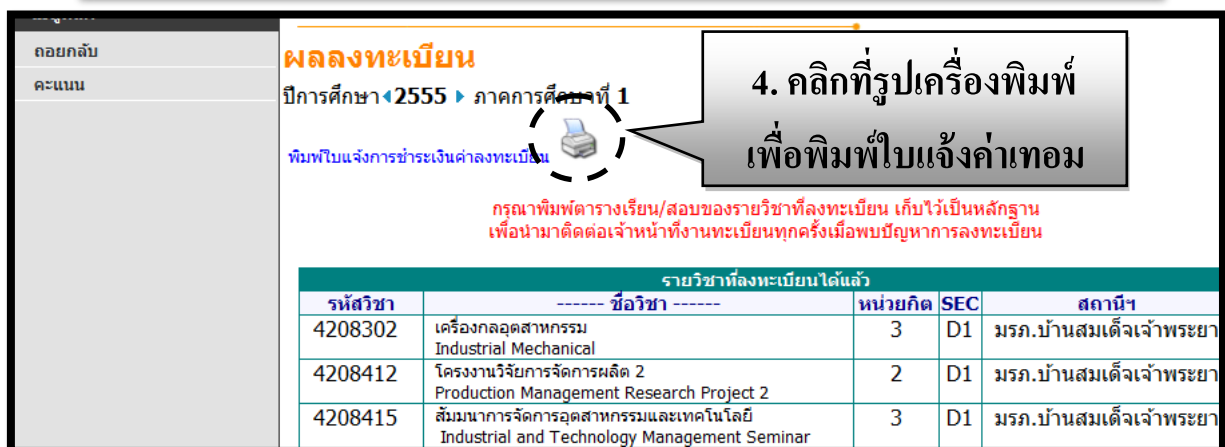 ถอยกลับ
คะแนน
ผลลงทะเบียน
ปีการศึกษา 2555 ภาคการศึกษาที่ 1
พิมพ์ใบแจ้งการชำระเงินค่าลงทะเบียน
4. คลิกที่รูปเครื่องพิมพ์
เพื่อพิมพ์ใบแจ้งค่าเทอม
กรุณาพิมพ์ตารางเรียน/สอบของรายวิชาที่ลงทะเบียน เก็บไว้เป็นหลักฐาน
เพื่อนำมาติดต่อเจ้าหน้าที่งานทะเบียนทุกครั้งเมื่อพบปัญหาการลงทะเบียน
รายวิชาที่ลงทะเบียนได้แล้ว
รหัสวิชา ------ ชื่อวิชา ------ หน่วยกิต SEC สถานีฯ
4208302 เครื่องกลอุตสาหกรรม 3 D1 มรภ.บ้านสมเด็จเจ้าพระยา
Industrial Mechanical
4208412 โครงงานวิจัยการจัดการผลิต 2 2 D1 มรภ.บ้านสมเด็จเจ้าพระยา
Production Management Research Project 2
4208415 สัมมนาการจัดการอุตสาหกรรมและเทคโนโลยี 3 D1 มรภ.บ้านสมเด็จเจ้าพระยา
Industrial and Technology Management Seminar